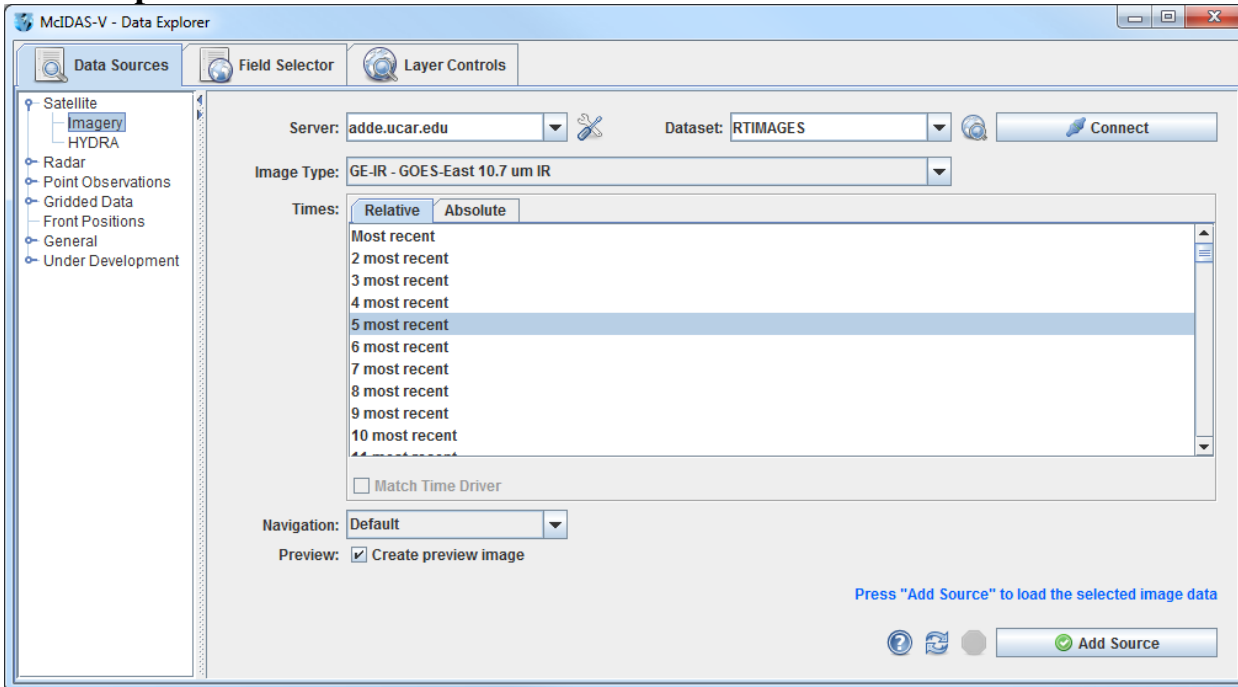 McIDAS-V - Data Explorer
Data Sources Field Selector Layer Controls
Satellite
Imagery
HYDRA
Radar
Point Observations
Gridded Data
Front Positions
General
Under Development
Server: adde.ucar.edu Dataset: RTIMAGES Connect
Image Type: GE-IR - GOES-East 10.7 um IR
Times: Relative Absolute
Most recent
2 most recent
3 most recent
4 most recent
5 most recent
6 most recent
7 most recent
8 most recent
9 most recent
10 most recent
Match Time Driver
Navigation: Default
Preview: Create preview image
Press "Add Source" to load the selected image data
Add Source